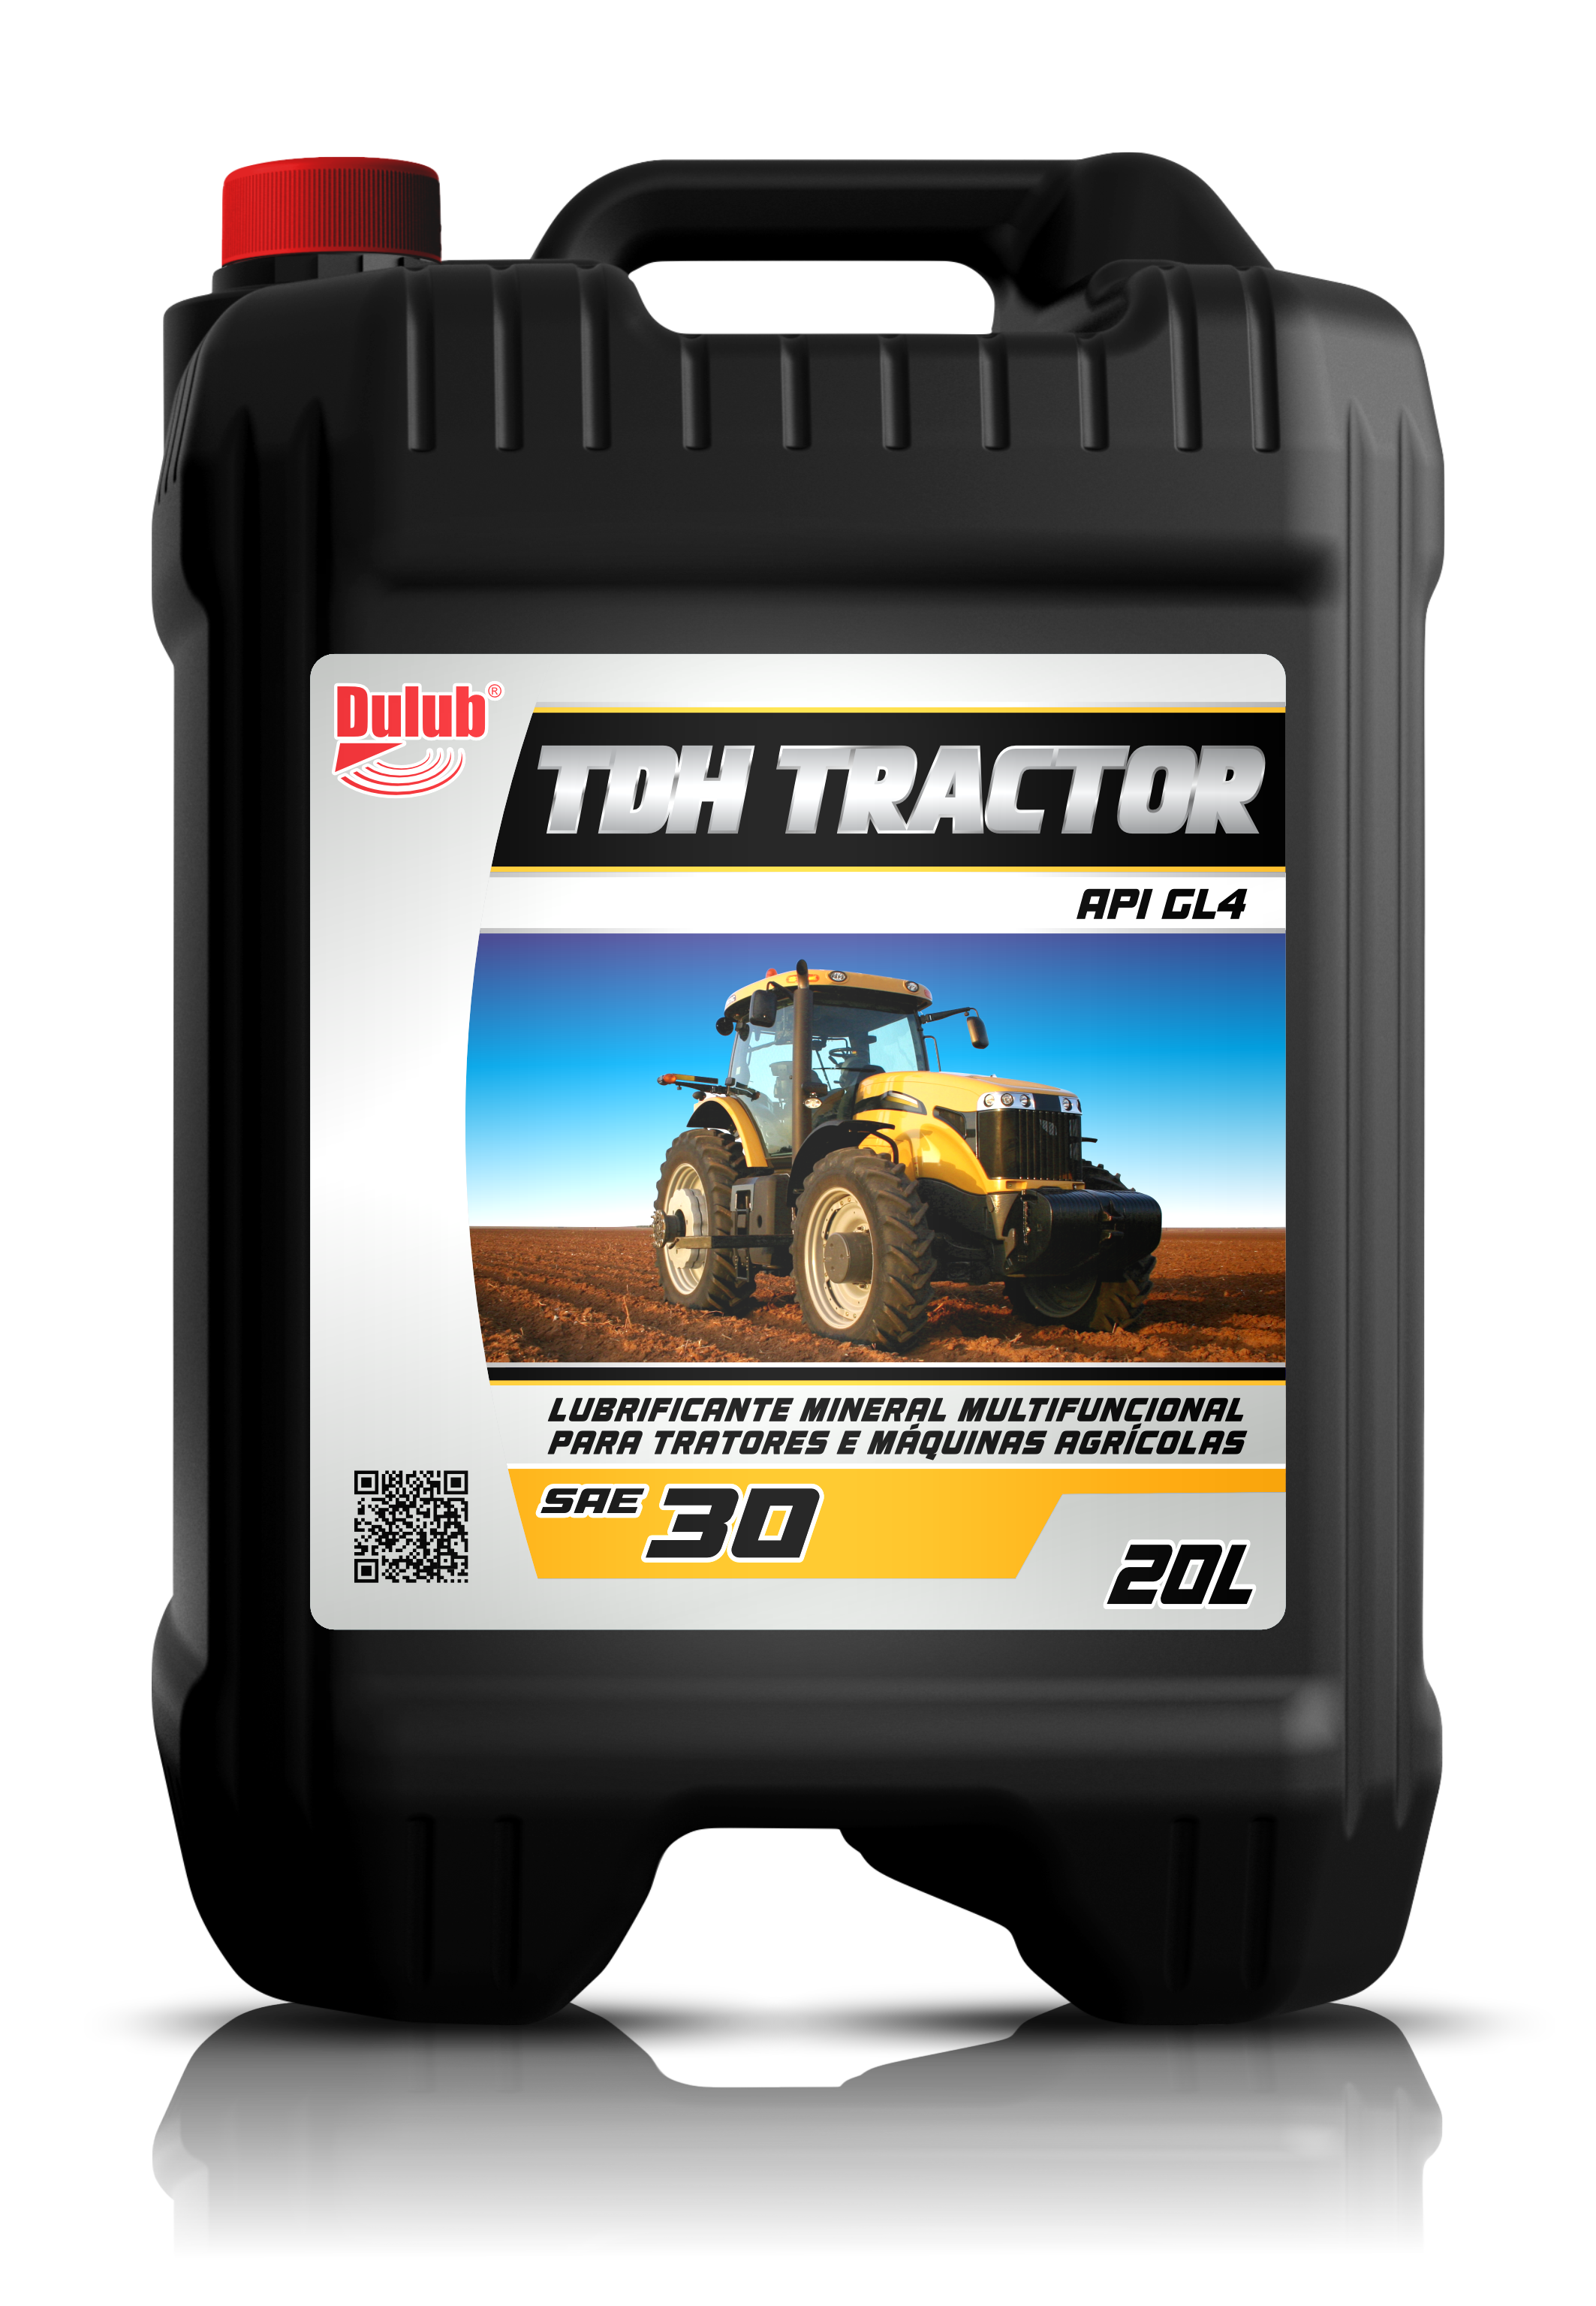 Dulub®
TDH TRACTOR
API GL4
LUBRIFICANTE MINERAL MULTIFUNCIONAL
PARA TRATORES E MÁQUINAS AGRÍCOLAS
SAE 30
20L